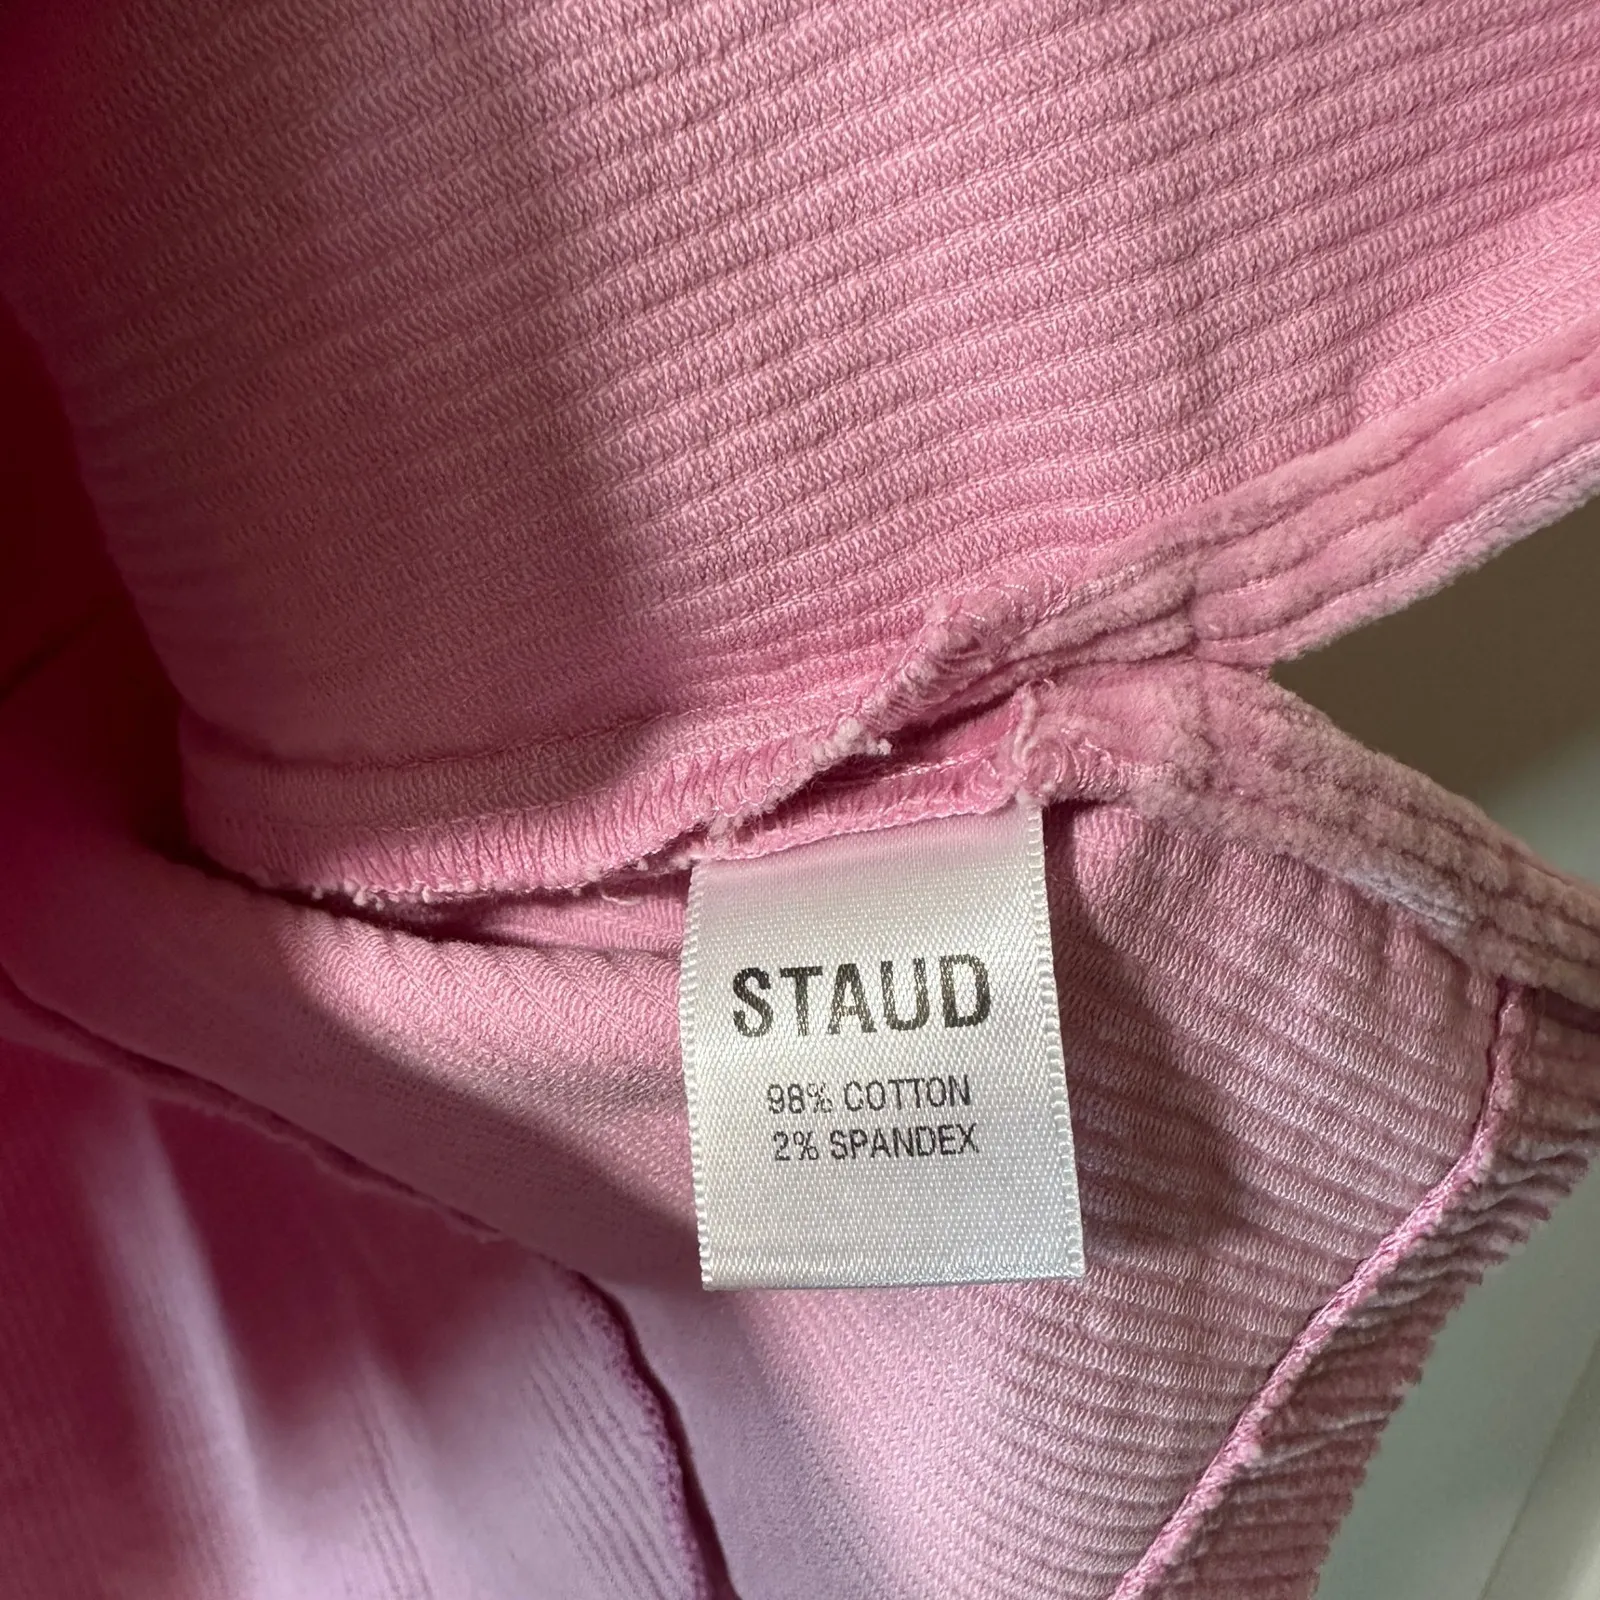 STAUD
98% COTTON
2% SPANDEX